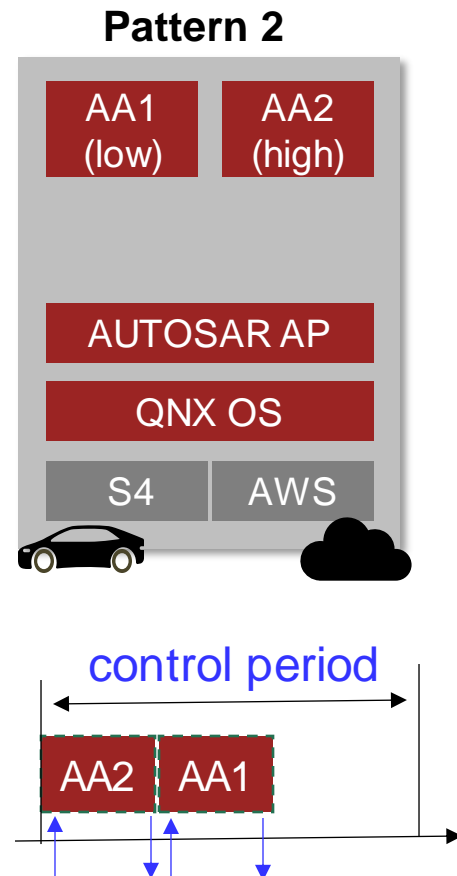 Pattern 2
AA1
(low)
AA2
(high)
AUTOSAR AP
QNX OS
S4
AWS
control period
AA2
AA1